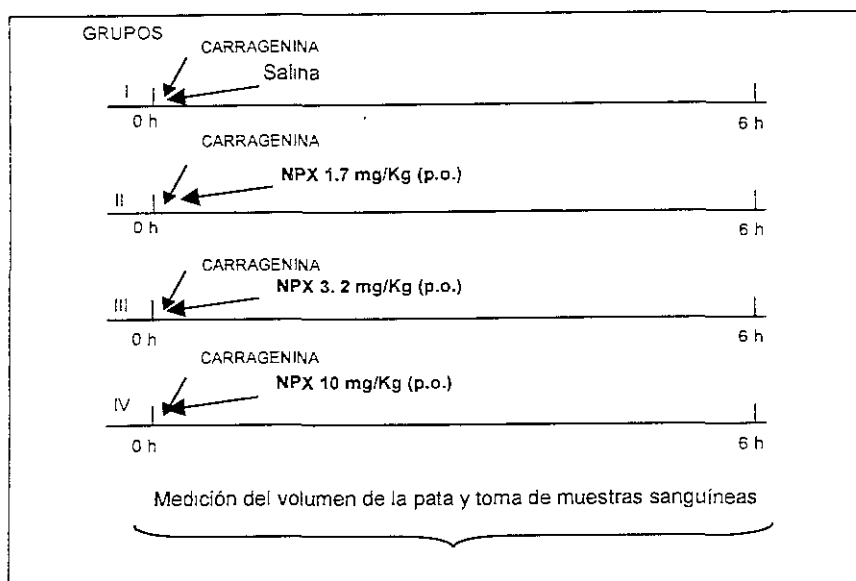 GRUPOS
CARRAGENINA
Salina
I
0 h
6 h
CARRAGENINA
NPX 1.7 mg/Kg (p.o.)
II
0 h
6 h
CARRAGENINA
NPX 3. 2 mg/Kg (p.o.)
III
0 h
6 h
CARRAGENINA
NPX 10 mg/Kg (p.o.)
IV
0 h
6 h
Medición del volumen de la pata y toma de muestras sanguíneas